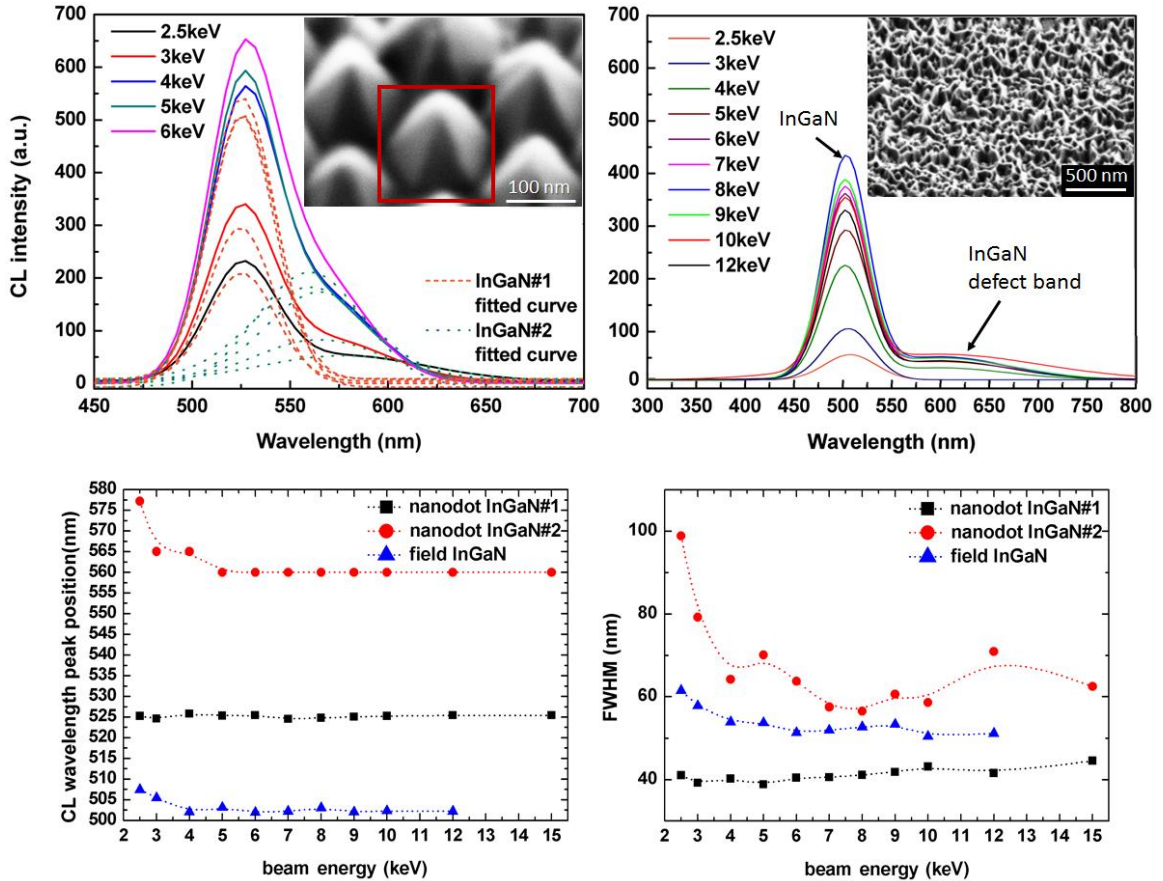 700
600
500
400
300
200
100
0
CL intensity (a.u.)
2.5keV
3keV
4keV
5keV
6keV
100 nm
InGaN#1
fitted curve
InGaN#2
fitted curve
450 500 550 600 650 700
Wavelength (nm)
700
600
500
400
300
200
100
0
2.5keV
3keV
4keV
5keV
6keV
7keV
8keV
9keV
10keV
12keV
InGaN
500 nm
InGaN
defect band
300 350 400 450 500 550 600 650 700 750 800
Wavelength (nm)
580
575
570
565
560
555
550
545
540
535
530
525
520
515
510
505
500
CL wavelength peak position(nm)
nanodot InGaN#1
nanodot InGaN#2
field InGaN
2 3 4 5 6 7 8 9 10 11 12 13 14 15
beam energy (keV)
100
80
60
40
FWHM (nm)
nanodot InGaN#1
nanodot InGaN#2
field InGaN
2 3 4 5 6 7 8 9 10 11 12 13 14 15
beam energy (keV)